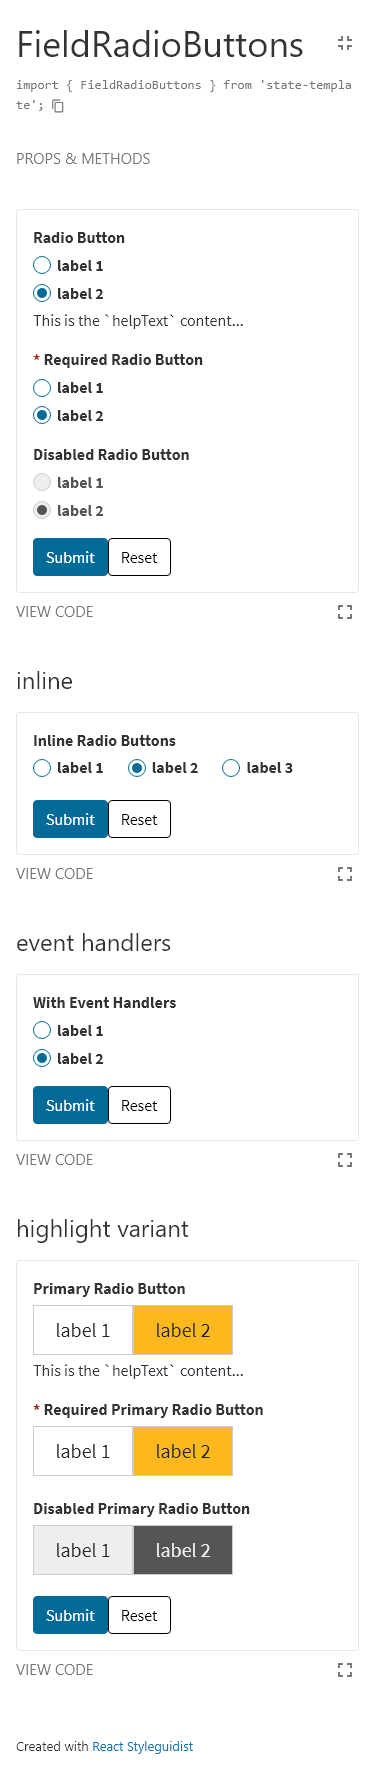 FieldRadioButtons
import { FieldRadioButtons } from 'state-templa
te';
PROPS & METHODS
Radio Button
label 1
label 2
This is the `helpText` content...
* Required Radio Button
label 1
label 2
Disabled Radio Button
label 1
label 2
Submit Reset
VIEW CODE
inline
Inline Radio Buttons
label 1 label 2 label 3
Submit Reset
VIEW CODE
event handlers
With Event Handlers
label 1
label 2
Submit Reset
VIEW CODE
highlight variant
Primary Radio Button
label 1 label 2
This is the `helpText` content...
* Required Primary Radio Button
label 1 label 2
Disabled Primary Radio Button
label 1 label 2
Submit Reset
VIEW CODE
Created with React Styleguidist